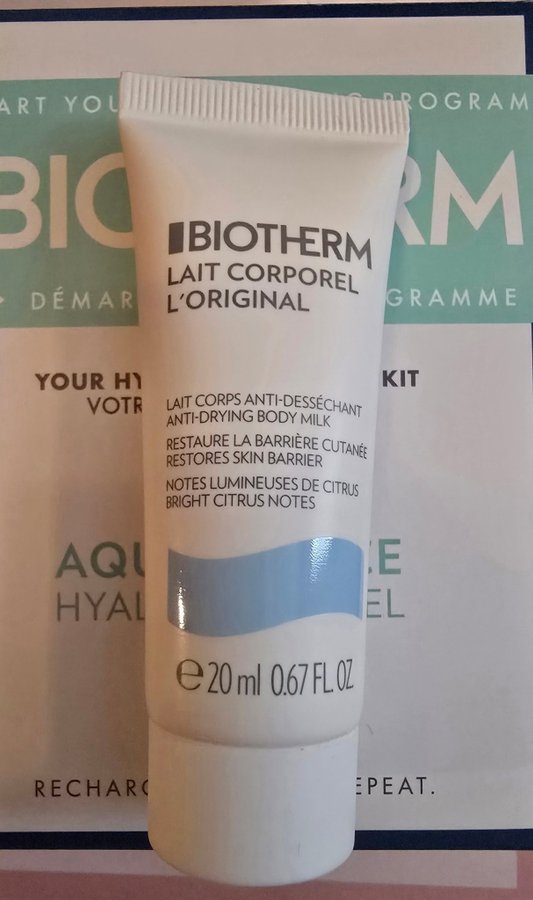 ART YOU PROGRAM
BIO RM
DÉMAR GRAMME
BIOTHERM
LAIT CORPOREL
L'ORIGINAL
YOUR HY KIT
VOTR
LAIT CORPS ANTI-DESSÉCHANT
ANTI-DRYING BODY MILK
RESTAURE LA BARRIÈRE CUTANÉE
RESTORES SKIN BARRIER
NOTES LUMINEUSES DE CITRUS
BRIGHT CITRUS NOTES
AQU CE
HYAL EL
℮20 ml 0.67 FL. OZ
RECHARG EPEAT.